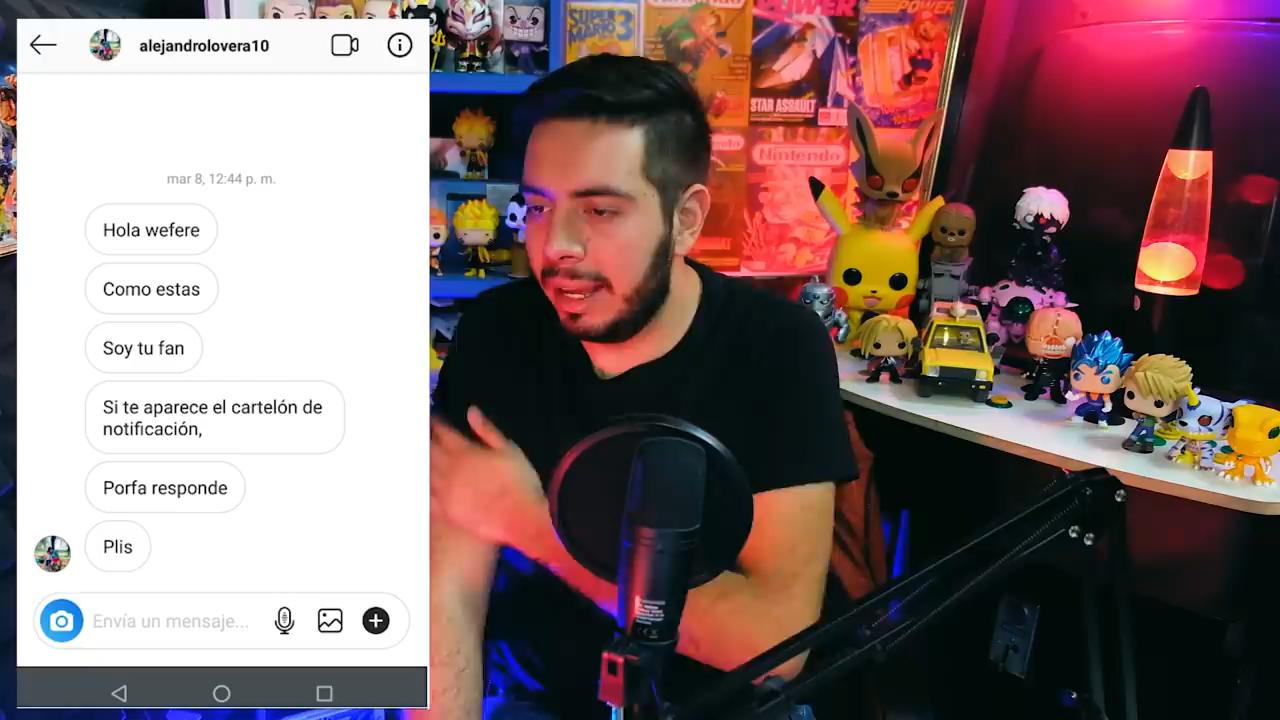 alejandrolovera10
mar 8, 12:44 p. m.
Hola wefere
Como estas
Soy tu fan
Si te aparece el cartelón de
notificación,
Porfa responde
Plis
Envía un mensaje...
SUPER
MARIO 3
POWER
POWER
STAR ASSAULT
Nintendo